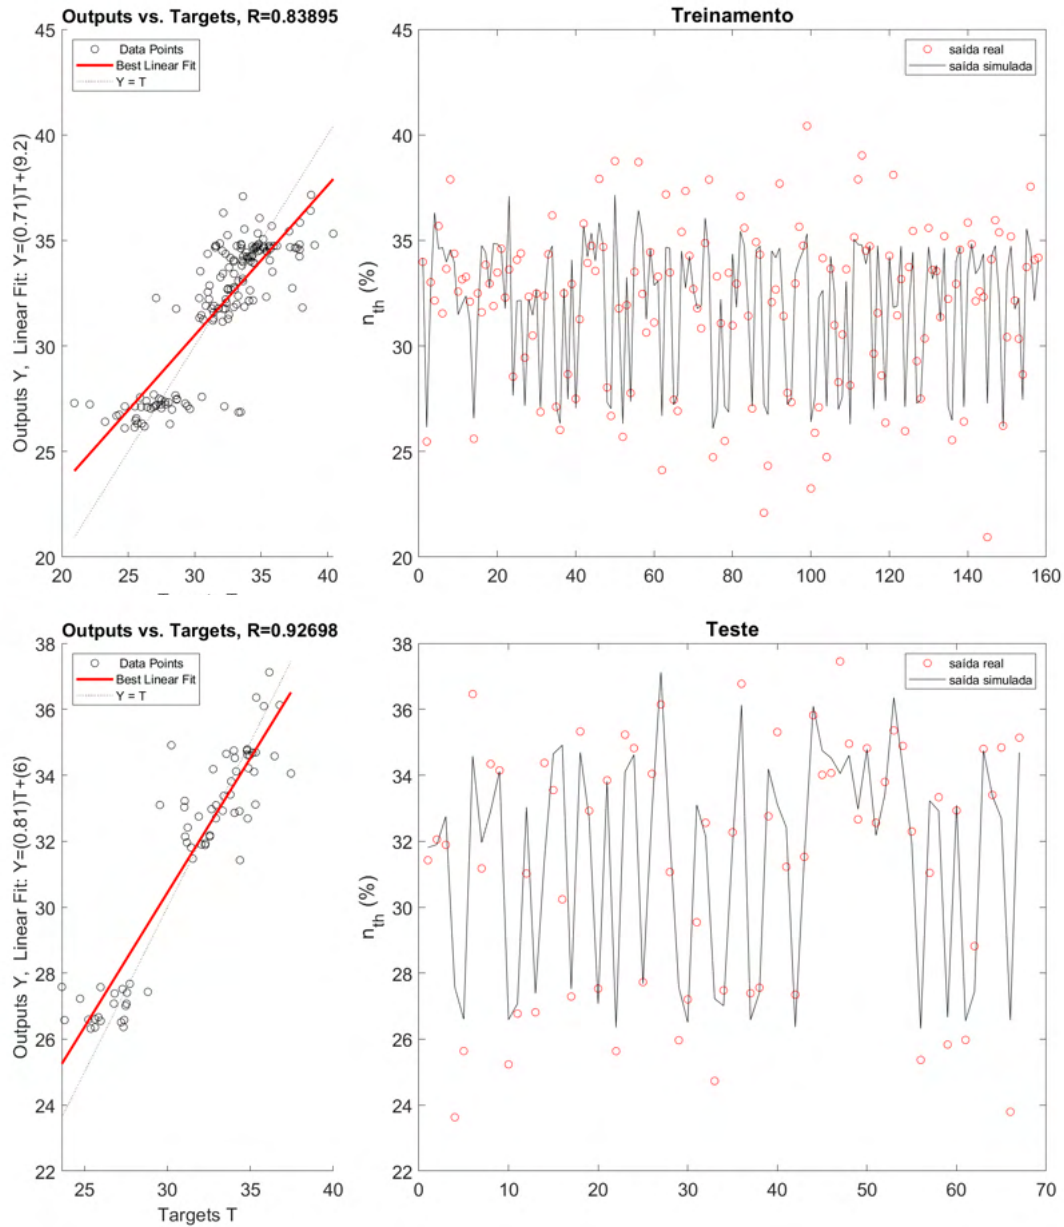 Outputs vs. Targets, R=0.83895
Data Points
Best Linear Fit
Y = T
Outputs Y, Linear Fit: Y=(0.71)T+(9.2)
45
40
35
30
25
20
20 25 30 35 40
Treinamento
saída real
saída simulada
n_th (%)
45
40
35
30
25
20
0 20 40 60 80 100 120 140 160
Outputs vs. Targets, R=0.92698
Data Points
Best Linear Fit
Y = T
Outputs Y, Linear Fit: Y=(0.81)T+(6)
38
36
34
32
30
28
26
24
22
25 30 35 40
Targets T
Teste
saída real
saída simulada
n_th (%)
38
36
34
32
30
28
26
24
22
0 10 20 30 40 50 60 70